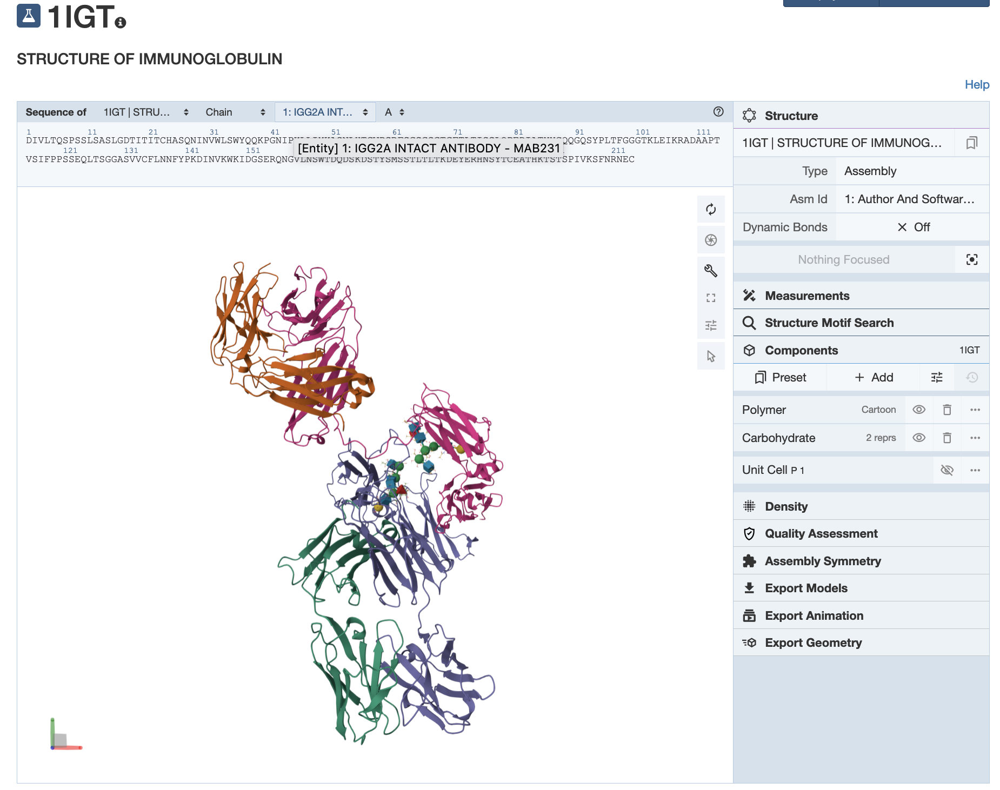 1IGT
STRUCTURE OF IMMUNOGLOBULIN
Help
Sequence of 1IGT | STRU... Chain 1: IGG2A INT... A
1 11 21 31 41 51 61 71 81 91 101 111
DIVLTQSPSSLSASLGDTITITCHASQNINVWLSWYQQKPGNIP QQGQSYPLTFGGGTKLEIKRADAAPT
[Entity] 1: IGG2A INTACT ANTIBODY - MAB231
121 131 141 151 211
VSIFPPSSEQLTSGGASVVCFLNNFYPKDINVKWKIDGSERQNGVLNSWTDQDSKDSTYSMSSTLTLTKDEYERHNSYTCEATHKTSTSPIVKSFNRNEC
Structure
1IGT | STRUCTURE OF IMMUNOG...
Type Assembly
Asm Id 1: Author And Softwar...
Dynamic Bonds Off
Nothing Focused
Measurements
Structure Motif Search
Components 1IGT
Preset + Add
Polymer Cartoon
Carbohydrate 2 reprs
Unit Cell P 1
Density
Quality Assessment
Assembly Symmetry
Export Models
Export Animation
Export Geometry